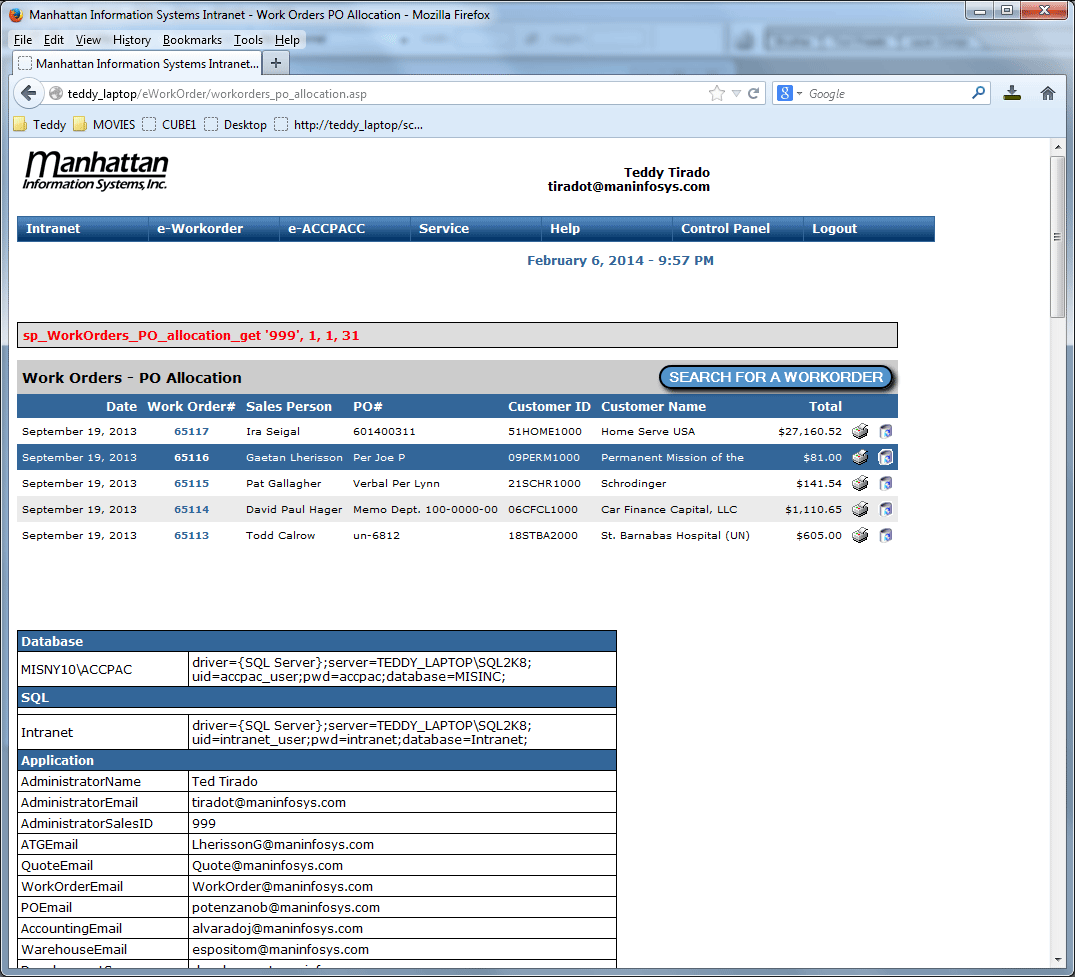 Manhattan Information Systems Intranet - Work Orders PO Allocation - Mozilla Firefox
File Edit View History Bookmarks Tools Help
Manhattan Information Systems Intranet...
teddy_laptop/eWorkOrder/workorders_po_allocation.asp
8 Google
Teddy MOVIES CUBE1 Desktop http://teddy_laptop/sc...
Manhattan
Information Systems, Inc.
Teddy Tirado
tiradot@maninfosys.com
Intranet e-Workorder e-ACCPACC Service Help Control Panel Logout
February 6, 2014 - 9:57 PM
sp_WorkOrders_PO_allocation_get '999', 1, 1, 31
Work Orders - PO Allocation SEARCH FOR A WORKORDER
Date Work Order# Sales Person PO# Customer ID Customer Name Total
September 19, 2013 65117 Ira Seigal 601400311 51HOME1000 Home Serve USA $27,160.52
September 19, 2013 65116 Gaetan Lherisson Per Joe P 09PERM1000 Permanent Mission of the $81.00
September 19, 2013 65115 Pat Gallagher Verbal Per Lynn 21SCHR1000 Schrodinger $141.54
September 19, 2013 65114 David Paul Hager Memo Dept. 100-0000-00 06CFCL1000 Car Finance Capital, LLC $1,110.65
September 19, 2013 65113 Todd Calrow un-6812 18STBA2000 St. Barnabas Hospital (UN) $605.00
Database
MISNY10\ACCPAC driver={SQL Server};server=TEDDY_LAPTOP\SQL2K8;
uid=accpac_user;pwd=accpac;database=MISINC;
SQL
Intranet driver={SQL Server};server=TEDDY_LAPTOP\SQL2K8;
uid=intranet_user;pwd=intranet;database=Intranet;
Application
AdministratorName Ted Tirado
AdministratorEmail tiradot@maninfosys.com
AdministratorSalesID 999
ATGEmail LherissonG@maninfosys.com
QuoteEmail Quote@maninfosys.com
WorkOrderEmail WorkOrder@maninfosys.com
POEmail potenzanob@maninfosys.com
AccountingEmail alvaradoj@maninfosys.com
WarehouseEmail espositom@maninfosys.com